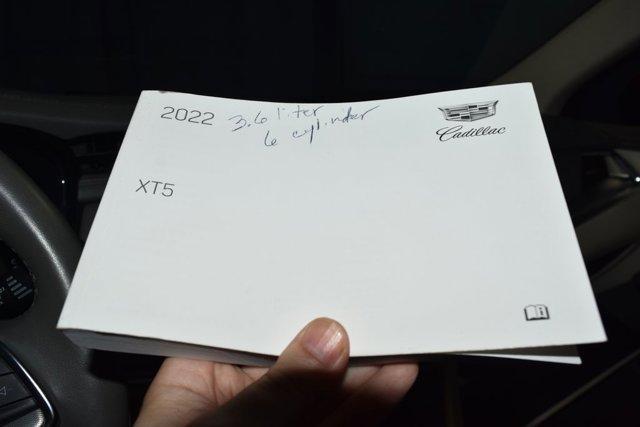 2022 3.6 liter
6 cylinder
Cadillac
XT5